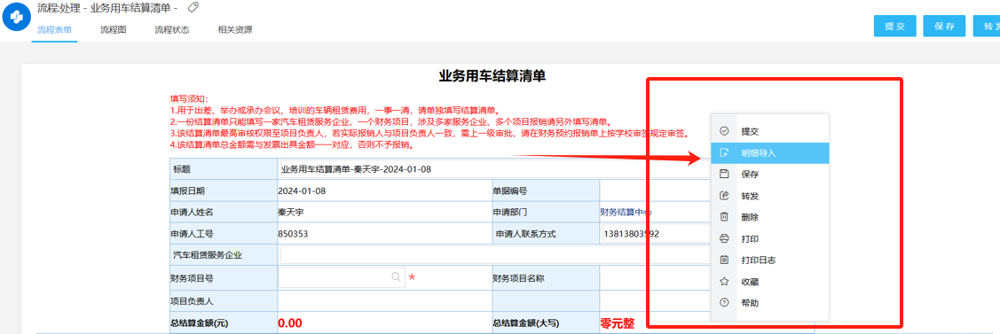 流程:处理 - 业务用车结算清单 -
流程表单 流程图 流程状态 相关资源
提交 保存 转发
业务用车结算清单
填写须知:
1.用于出差、举办或承办会议、培训的车辆租赁费用，一事一清，请单独填写结算清单。
2.一份结算清单只能填写一家汽车租赁服务企业、一个财务项目，涉及多家服务企业、多个项目报销请另外填写清单。
3.该结算清单最高审核权限至项目负责人，若实际报销人与项目负责人一致，需上一级审批，请在财务预约报销单上按学校审签规定审签。
4.该结算清单总金额需与发票出具金额一一对应，否则不予报销。
标题 业务用车结算清单-秦天宇-2024-01-08
填报日期 2024-01-08 单据编号
申请人姓名 秦天宇 申请部门 财务结算中心
申请人工号 850353 申请人联系方式 13813803592
汽车租赁服务企业
财务项目号 * 财务项目名称
项目负责人
总结算金额(元) 0.00 总结算金额(大写) 零元整
提交
明细导入
保存
转发
删除
打印
打印日志
收藏
帮助